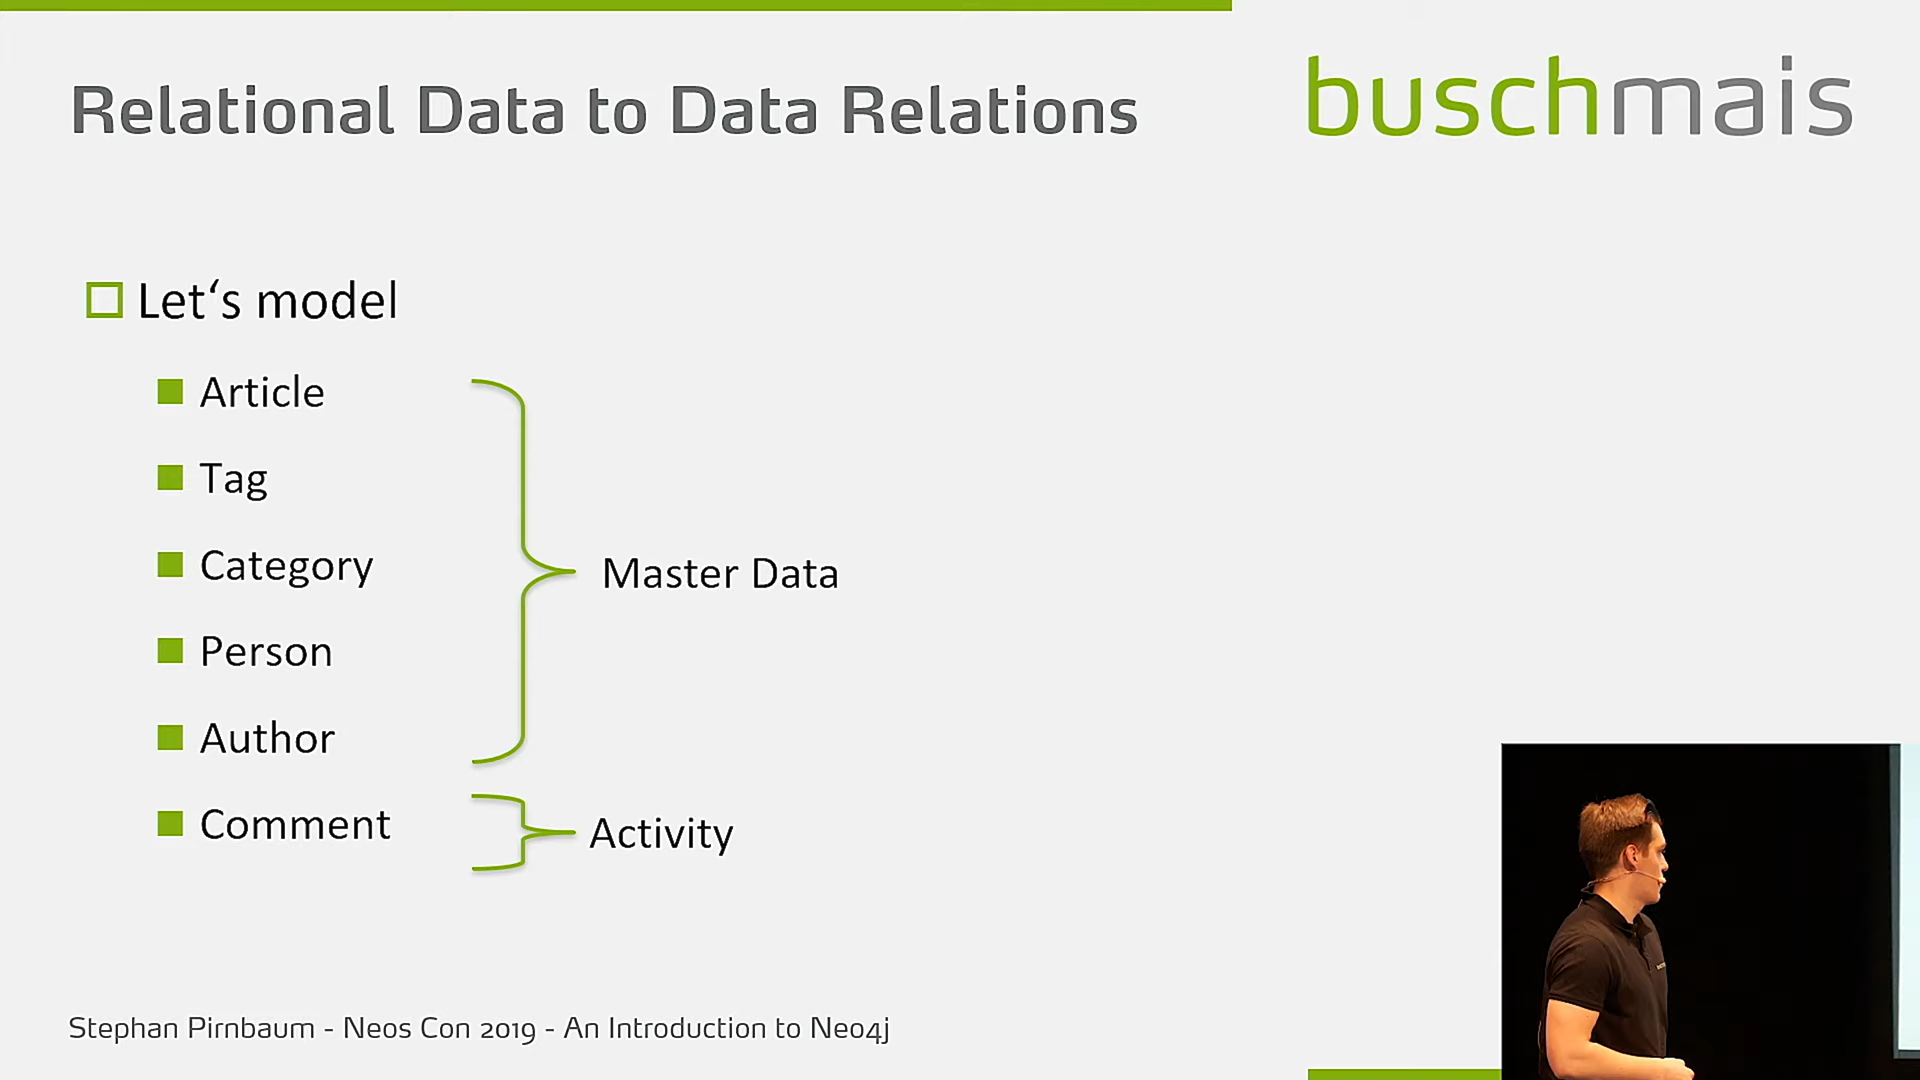 Relational Data to Data Relations
buschmais
Let‘s model
Article
Tag
Category
Person
Author
Comment
Master Data
Activity
Stephan Pirnbaum - Neos Con 2019 - An Introduction to Neo4j